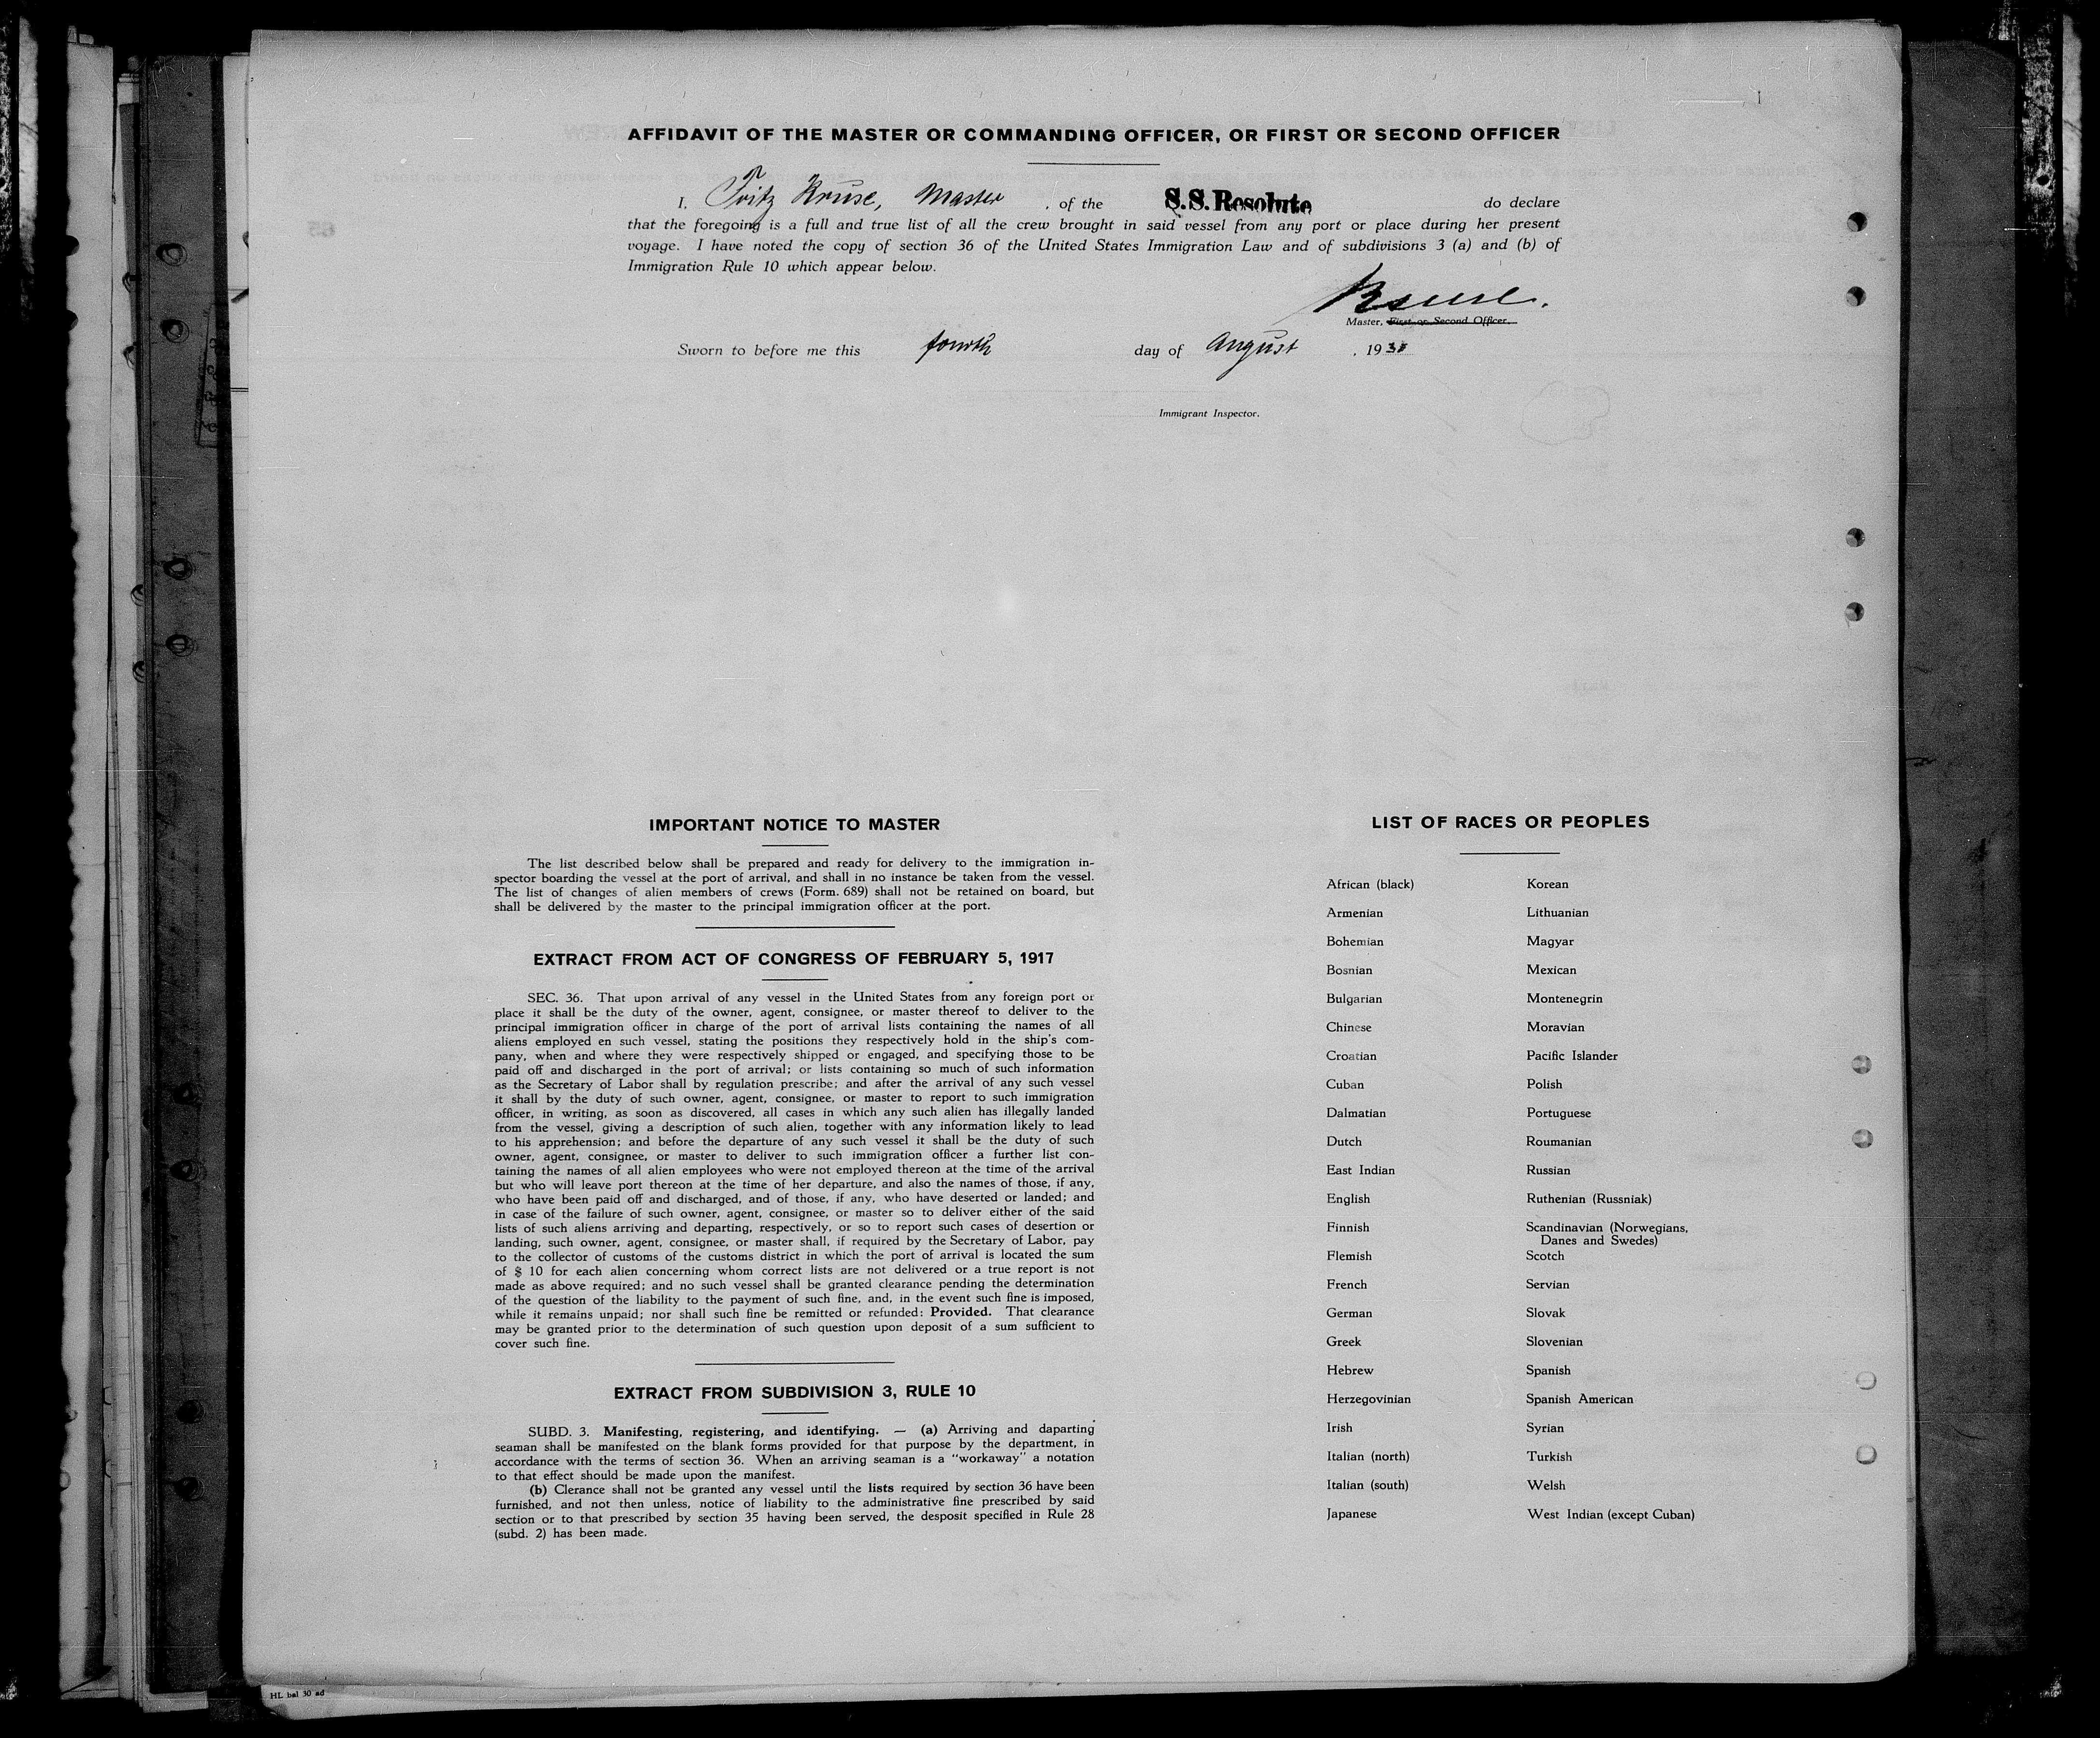 AFFIDAVIT OF THE MASTER OR COMMANDING OFFICER, OR FIRST OR SECOND OFFICER
I, Fritz Kruse, Master , of the S.S. Resolute do declare
that the foregoing is a full and true list of all the crew brought in said vessel from any port or place during her present
voyage. I have noted the copy of section 36 of the United States Immigration Law and of subdivisions 3 (a) and (b) of
Immigration Rule 10 which appear below.
Kruse.
Master, First or Second Officer.
Sworn to before me this fourth day of August , 193
Immigrant Inspector.
IMPORTANT NOTICE TO MASTER
The list described below shall be prepared and ready for delivery to the immigration in-
spector boarding the vessel at the port of arrival, and shall in no instance be taken from the vessel.
The list of changes of alien members of crews (Form. 689) shall not be retained on board, but
shall be delivered by the master to the principal immigration officer at the port.
EXTRACT FROM ACT OF CONGRESS OF FEBRUARY 5, 1917
SEC. 36. That upon arrival of any vessel in the United States from any foreign port or
place it shall be the duty of the owner, agent, consignee, or master thereof to deliver to the
principal immigration officer in charge of the port of arrival lists containing the names of all
aliens employed en such vessel, stating the positions they respectively hold in the ship's com-
pany, when and where they were respectively shipped or engaged, and specifying those to be
paid off and discharged in the port of arrival; or lists containing so much of such information
as the Secretary of Labor shall by regulation prescribe; and after the arrival of any such vessel
it shall by the duty of such owner, agent, consignee, or master to report to such immigration
officer, in writing, as soon as discovered, all cases in which any such alien has illegally landed
from the vessel, giving a description of such alien, together with any information likely to lead
to his apprehension; and before the departure of any such vessel it shall be the duty of such
owner, agent, consignee, or master to deliver to such immigration officer a further list con-
taining the names of all alien employees who were not employed thereon at the time of the arrival
but who will leave port thereon at the time of her departure, and also the names of those, if any,
who have been paid off and discharged, and of those, if any, who have deserted or landed; and
in case of the failure of such owner, agent, consignee, or master so to deliver either of the said
lists of such aliens arriving and departing, respectively, or so to report such cases of desertion or
landing, such owner, agent, consignee, or master shall, if required by the Secretary of Labor, pay
to the collector of customs of the customs district in which the port of arrival is located the sum
of $ 10 for each alien concerning whom correct lists are not delivered or a true report is not
made as above required; and no such vessel shall be granted clearance pending the determination
of the question of the liability to the payment of such fine, and, in the event such fine is imposed,
while it remains unpaid; nor shall such fine be remitted or refunded: Provided. That clearance
may be granted prior to the determination of such question upon deposit of a sum sufficient to
cover such fine.
EXTRACT FROM SUBDIVISION 3, RULE 10
SUBD. 3. Manifesting, registering, and identifying. — (a) Arriving and daparting
seaman shall be manifested on the blank forms provided for that purpose by the department, in
accordance with the terms of section 36. When an arriving seaman is a "workaway" a notation
to that effect should be made upon the manifest.
(b) Clerance shall not be granted any vessel until the lists required by section 36 have been
furnished, and not then unless, notice of liability to the administrative fine prescribed by said
section or to that prescribed by section 35 having been served, the desposit specified in Rule 28
(subd. 2) has been made.
LIST OF RACES OR PEOPLES
African (black)
Armenian
Bohemian
Bosnian
Bulgarian
Chinese
Croatian
Cuban
Dalmatian
Dutch
East Indian
English
Finnish
Flemish
French
German
Greek
Hebrew
Herzegovinian
Irish
Italian (north)
Italian (south)
Japanese
Korean
Lithuanian
Magyar
Mexican
Montenegrin
Moravian
Pacific Islander
Polish
Portuguese
Roumanian
Russian
Ruthenian (Russniak)
Scandinavian (Norwegians,
Danes and Swedes)
Scotch
Servian
Slovak
Slovenian
Spanish
Spanish American
Syrian
Turkish
Welsh
West Indian (except Cuban)
HL bal 30 ad